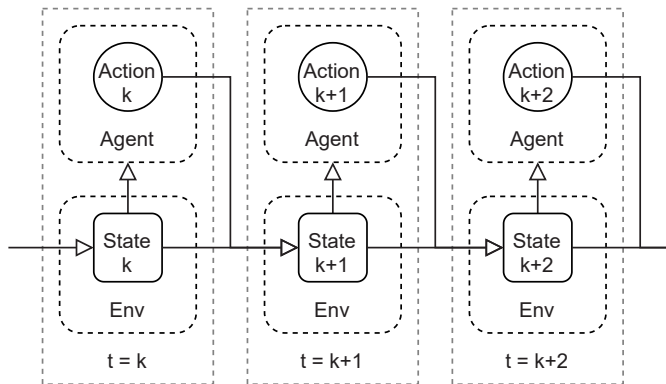 Action
k
Agent
State
k
Env
t = k
Action
k+1
Agent
State
k+1
Env
t = k+1
Action
k+2
Agent
State
k+2
Env
t = k+2